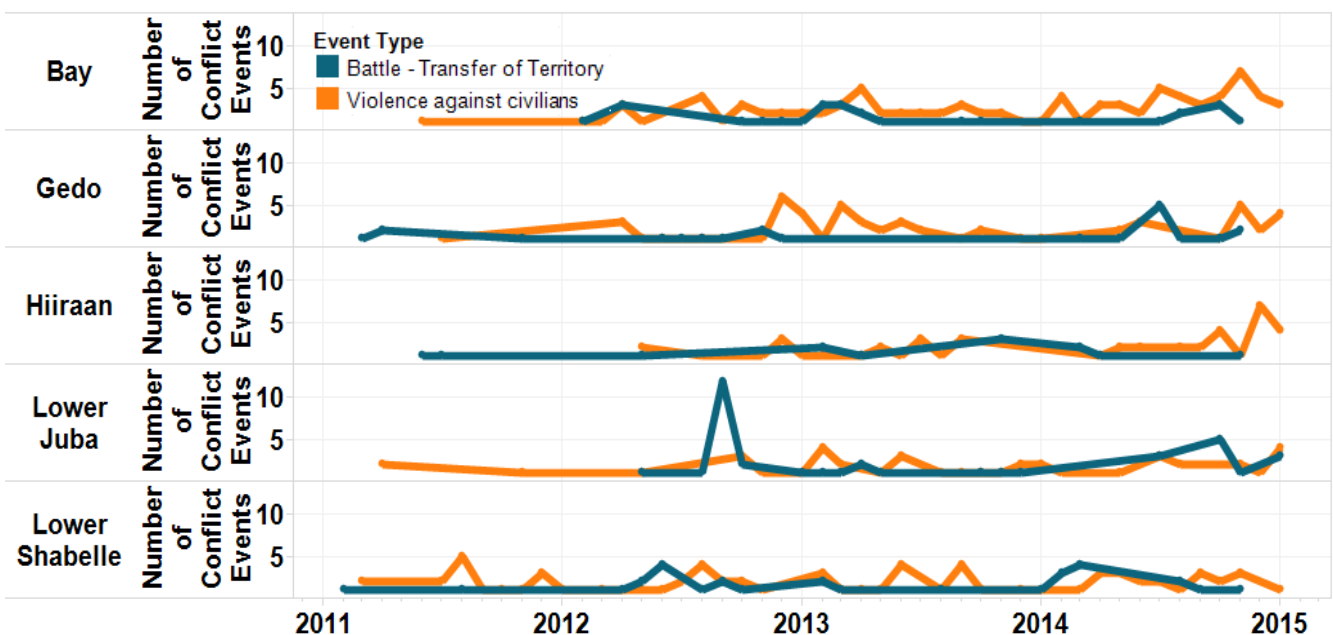 Event Type
Battle - Transfer of Territory
Violence against civilians
Bay
Number
of
Conflict
Events
10
5
Gedo
Number
of
Conflict
Events
10
5
Hiiraan
Number
of
Conflict
Events
10
5
Lower
Juba
Number
of
Conflict
Events
10
5
Lower
Shabelle
Number
of
Conflict
Events
10
5
2011
2012
2013
2014
2015